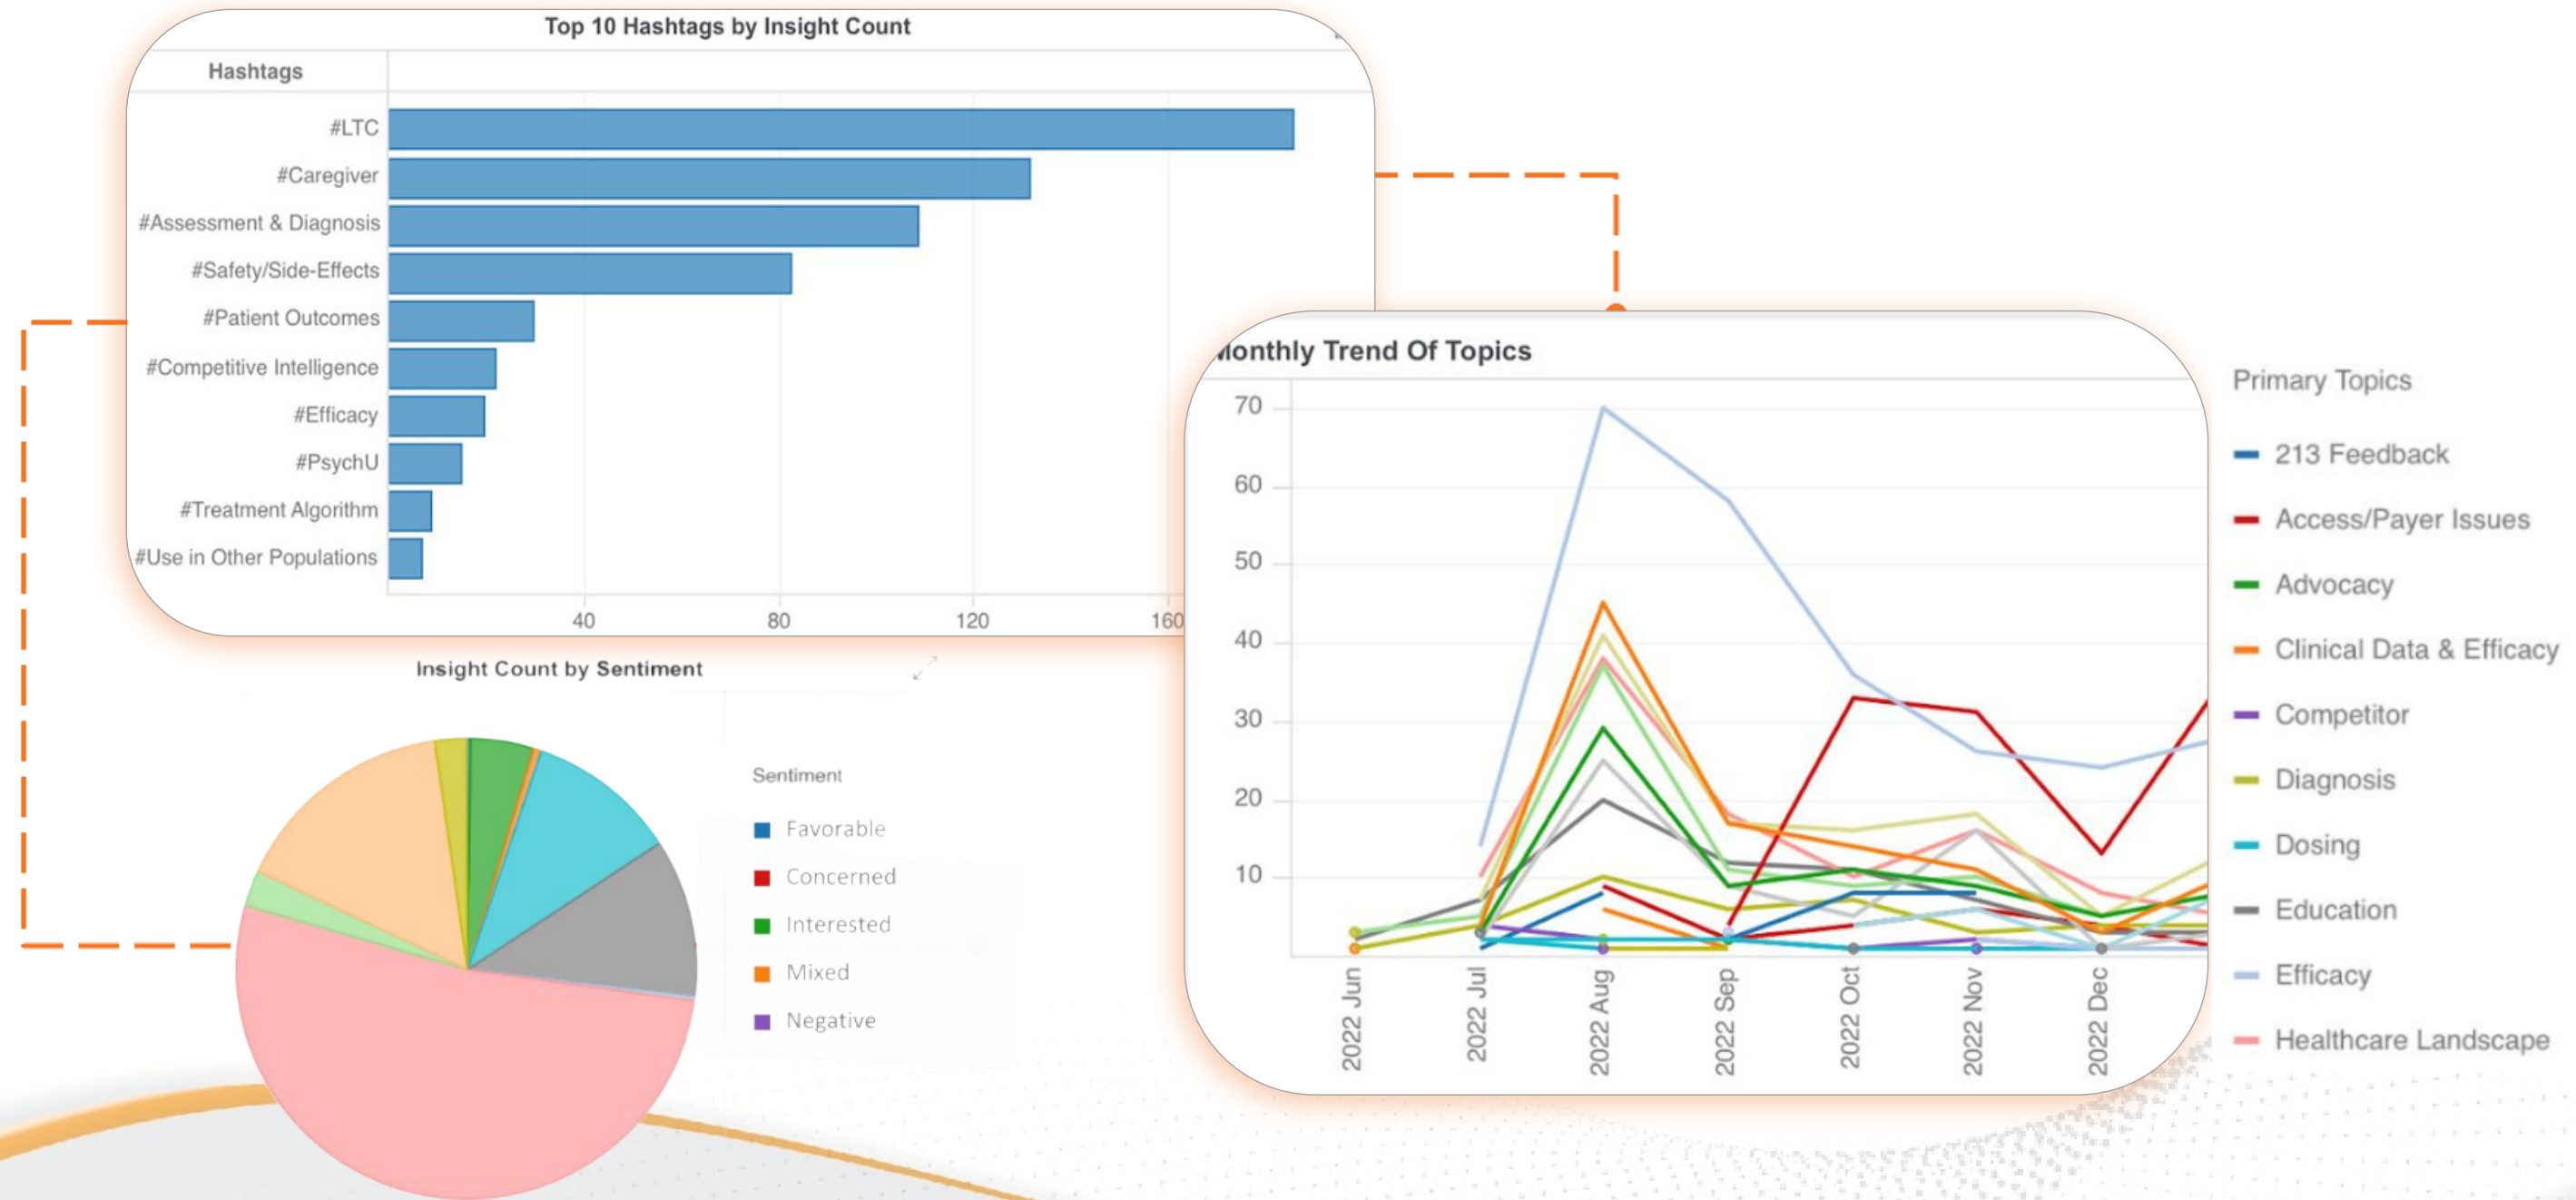 Top 10 Hashtags by Insight Count
Hashtags
#LTC
#Caregiver
#Assessment & Diagnosis
#Safety/Side-Effects
#Patient Outcomes
#Competitive Intelligence
#Efficacy
#PsychU
#Treatment Algorithm
#Use in Other Populations
40 80 120 160
Insight Count by Sentiment
Sentiment
Favorable
Concerned
Interested
Mixed
Negative
Monthly Trend Of Topics
70
60
50
40
30
20
10
2022 Jun
2022 Jul
2022 Aug
2022 Sep
2022 Oct
2022 Nov
2022 Dec
Primary Topics
213 Feedback
Access/Payer Issues
Advocacy
Clinical Data & Efficacy
Competitor
Diagnosis
Dosing
Education
Efficacy
Healthcare Landscape